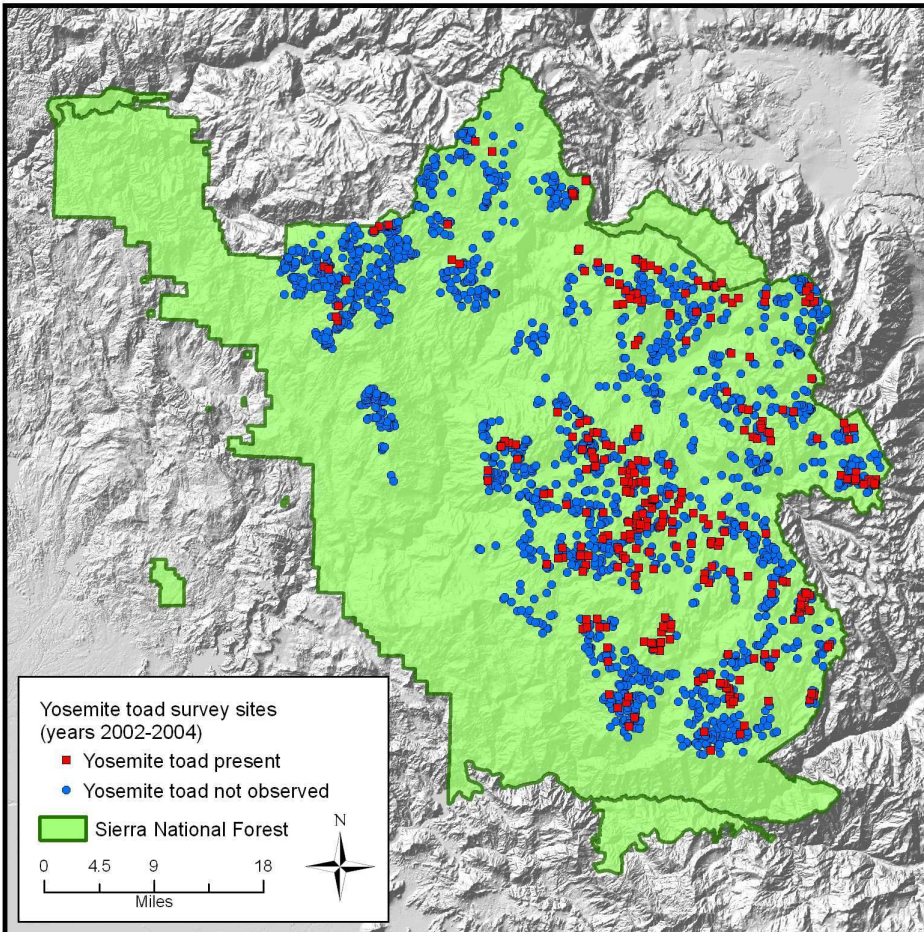 Yosemite toad survey sites
(years 2002-2004)
Yosemite toad present
Yosemite toad not observed
Sierra National Forest
N
0 4.5 9 18
Miles